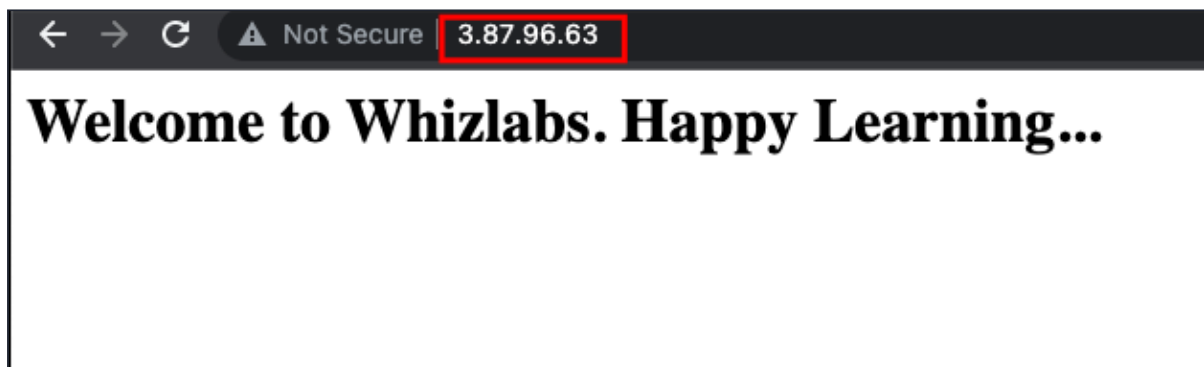 Not Secure | 3.87.96.63
Welcome to Whizlabs. Happy Learning...